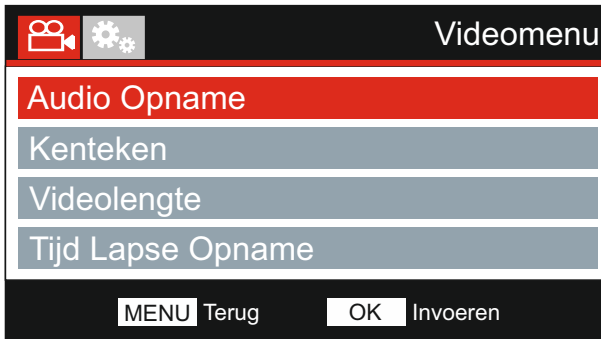 Videomenu
Audio Opname
Kenteken
Videolengte
Tijd Lapse Opname
MENU Terug OK Invoeren